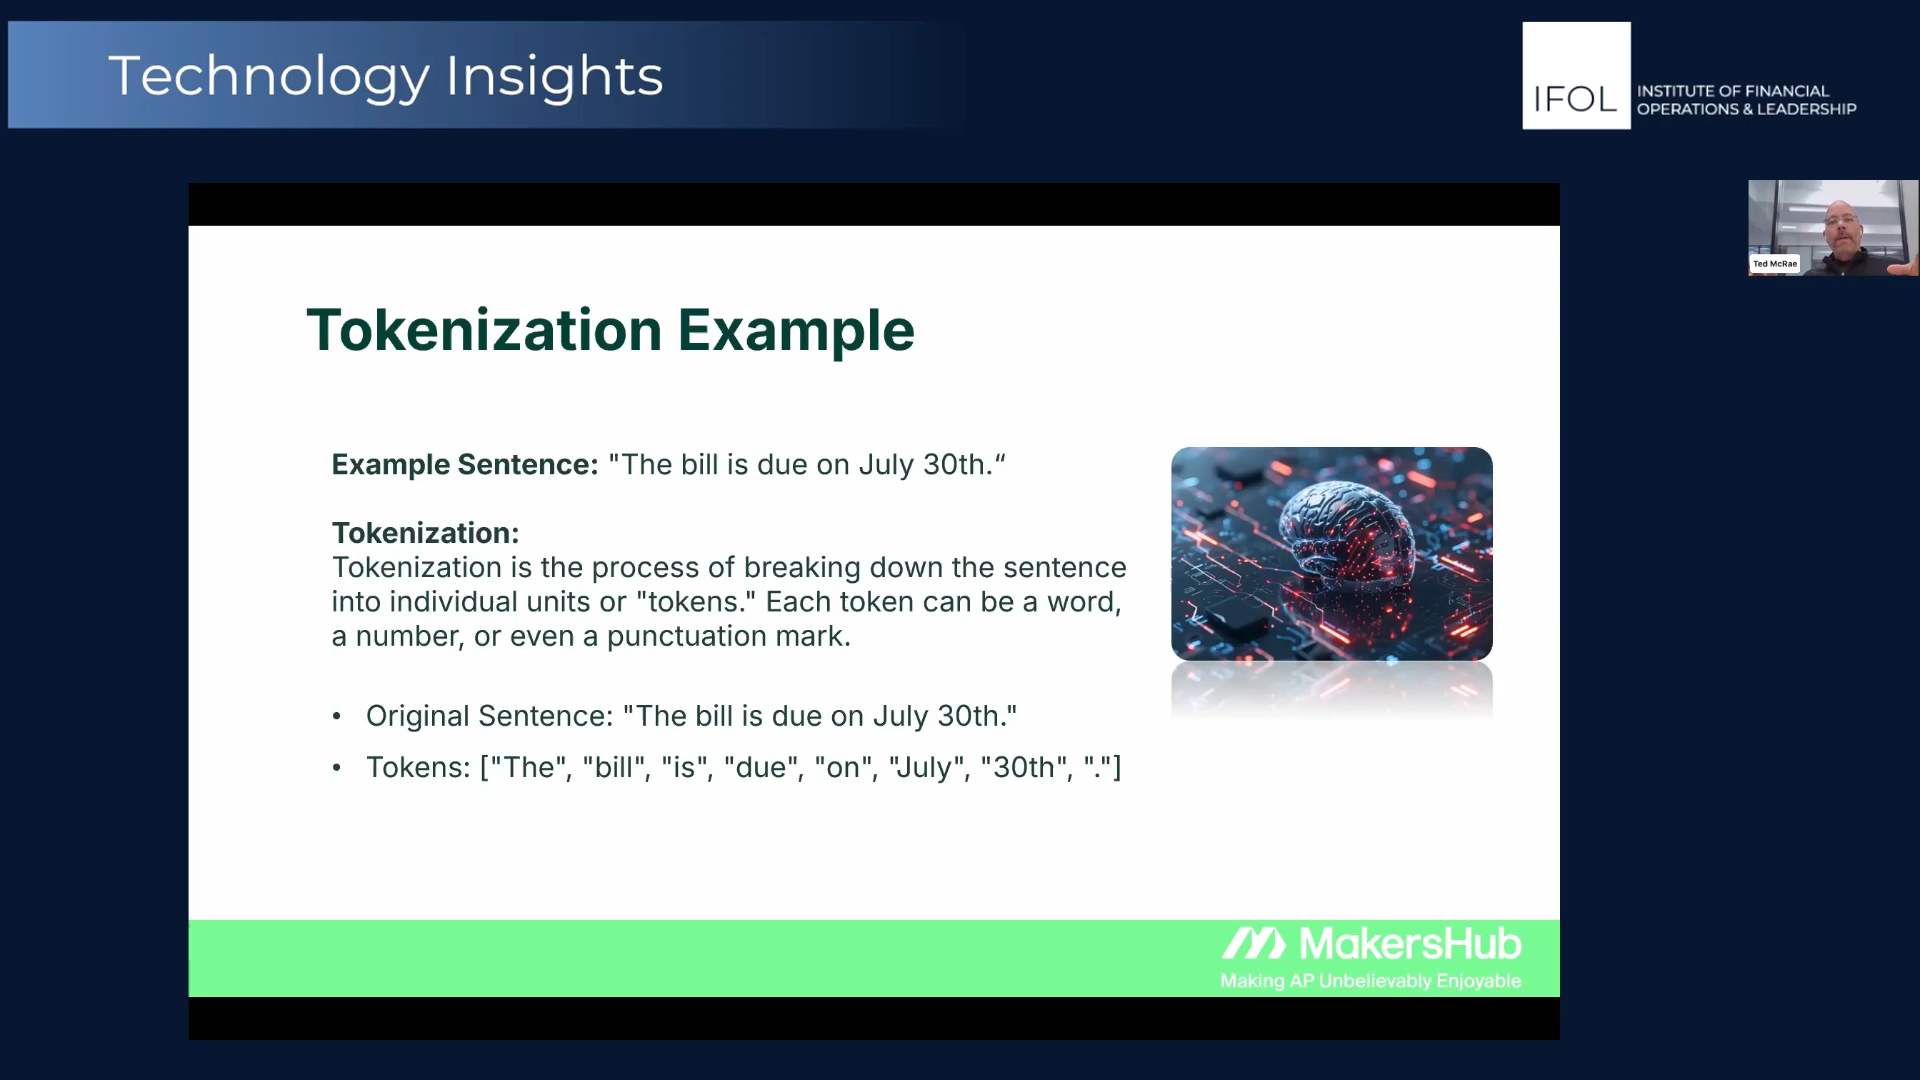 Technology Insights
IFOL
INSTITUTE OF FINANCIAL
OPERATIONS & LEADERSHIP
Ted McRae
Tokenization Example
Example Sentence: "The bill is due on July 30th.“
Tokenization:
Tokenization is the process of breaking down the sentence
into individual units or "tokens." Each token can be a word,
a number, or even a punctuation mark.
• Original Sentence: "The bill is due on July 30th."
• Tokens: ["The", "bill", "is", "due", "on", "July", "30th", "."]
MakersHub
Making AP Unbelievably Enjoyable